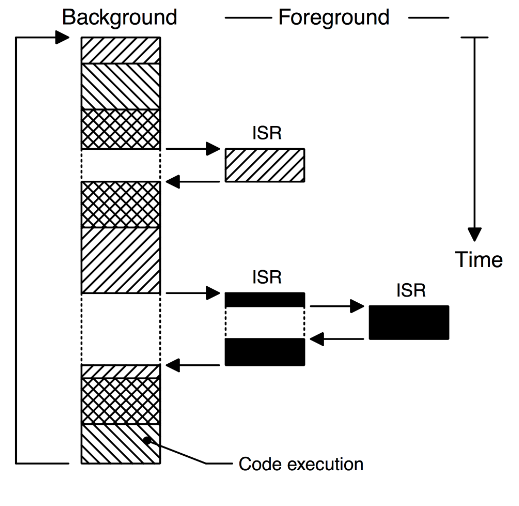 Background
Foreground
ISR
Time
ISR
ISR
Code execution